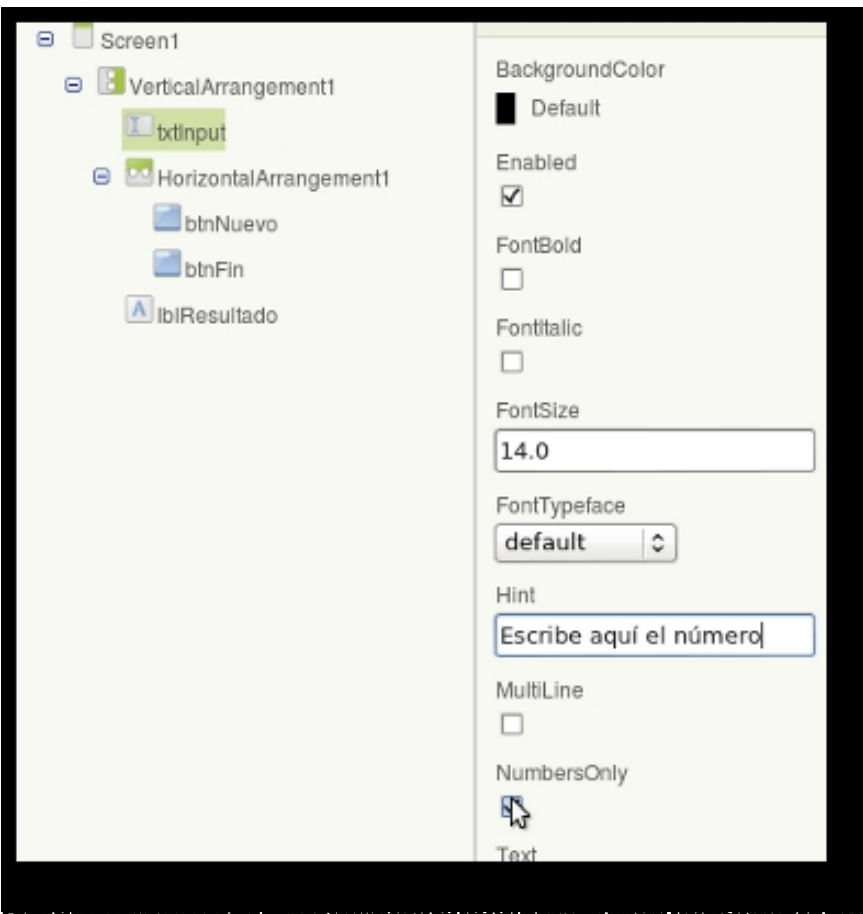 Screen1
VerticalArrangement1
txtInput
HorizontalArrangement1
btnNuevo
btnFin
lblResultado
BackgroundColor
Default
Enabled
FontBold
FontItalic
FontSize
14.0
FontTypeface
default
Hint
Escribe aquí el número
MultiLine
NumbersOnly
Text